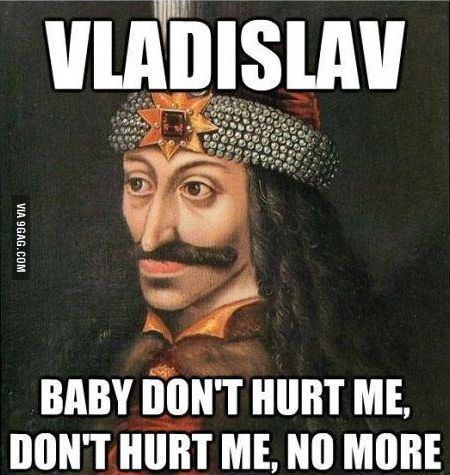 VLADISLAV
VIA 9GAG.COM
BABY DON'T HURT ME,
DON'T HURT ME, NO MORE